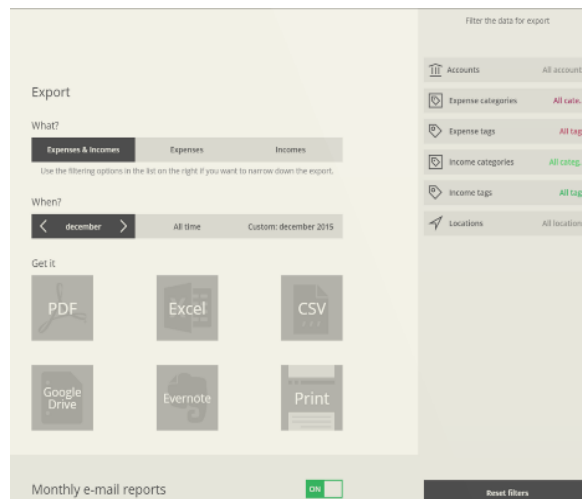 Filter the data for export
Accounts All account
Expense categories All cate..
Expense tags All tag
Income categories All categ..
Income tags All tag
Locations All location
Export
What?
Expenses & Incomes Expenses Incomes
Use the filtering options in the list on the right if you want to narrow down the export.
When?
december All time Custom: december 2015
Get it
PDF Excel CSV
Google
Drive
Evernote
Print
Monthly e-mail reports ON
Reset filters